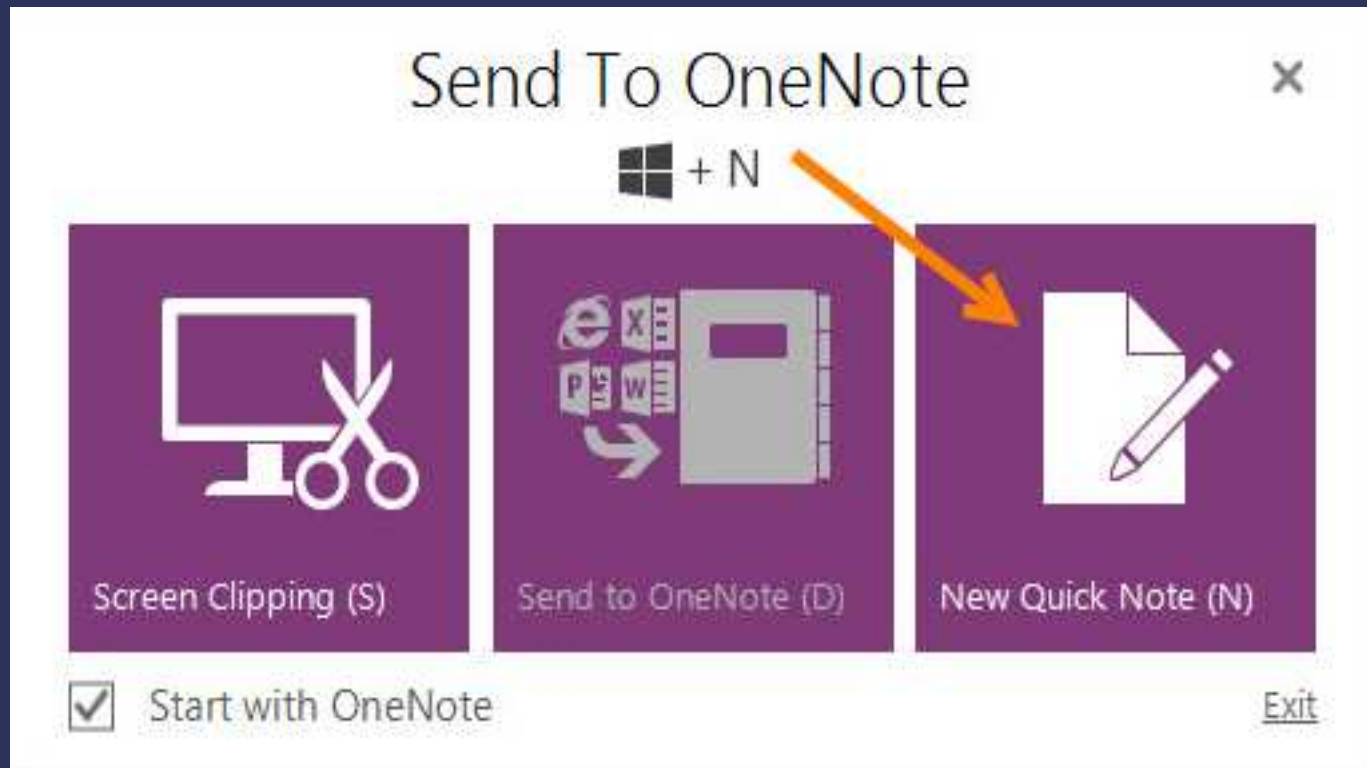 Send To OneNote
+ N
X
P W
Screen Clipping (S)
Send to OneNote (D)
New Quick Note (N)
Start with OneNote
Exit